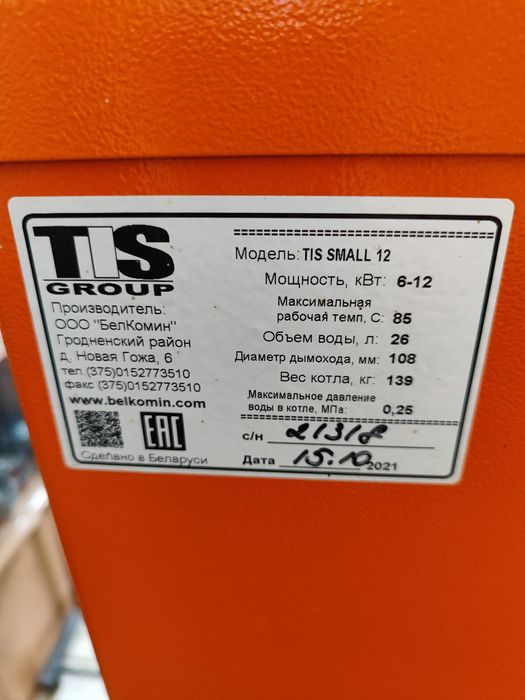 TIS
GROUP
Производитель:
ООО "БелКомин"
Гродненский район
д. Новая Гожа, 6
тел.(375)0152773510
факс (375)0152773510
www.belkomin.com
EAC
Сделано в Беларуси
Модель: TIS SMALL 12
Мощность, кВт: 6-12
Максимальная
рабочая темп, С: 85
Объем воды, л: 26
Диаметр дымохода, мм: 108
Вес котла, кг: 139
Максимальное давление
воды в котле, МПа: 0,25
с/н 21318
Дата 15.10 2021